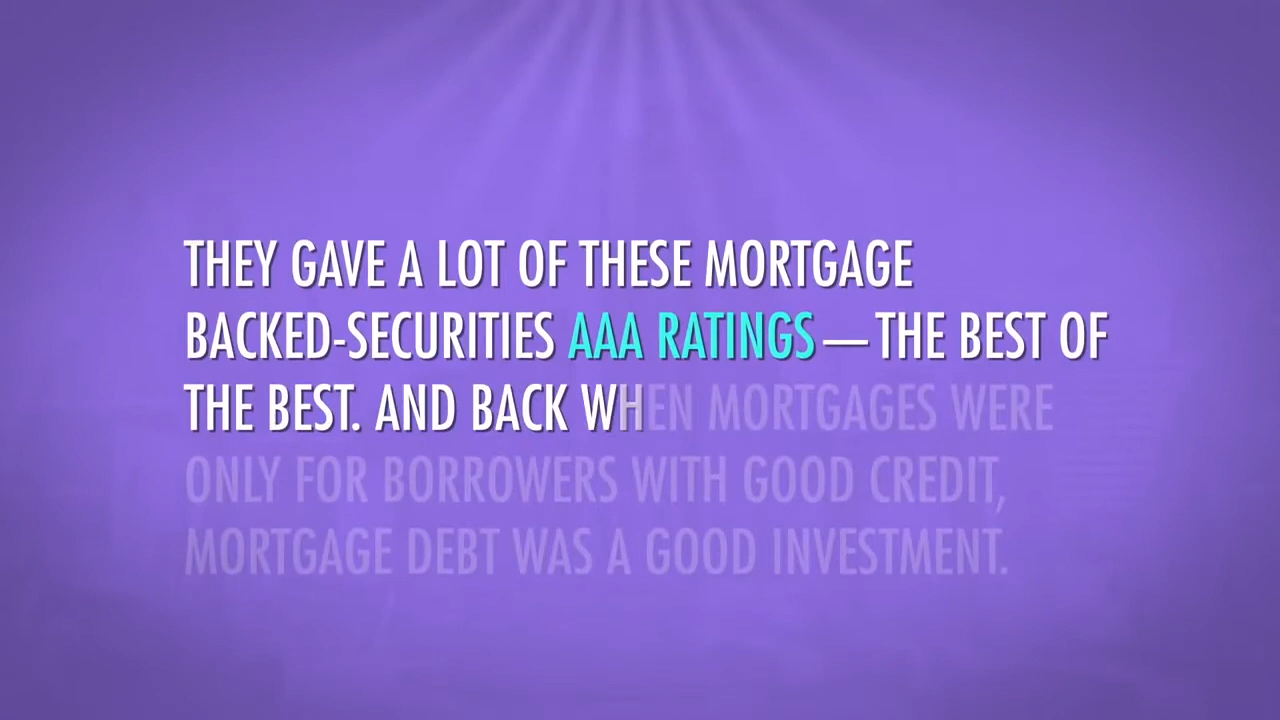 THEY GAVE A LOT OF THESE MORTGAGE
BACKED-SECURITIES AAA RATINGS — THE BEST OF
THE BEST. AND BACK WHEN MORTGAGES WERE
ONLY FOR BORROWERS WITH GOOD CREDIT,
MORTGAGE DEBT WAS A GOOD INVESTMENT.